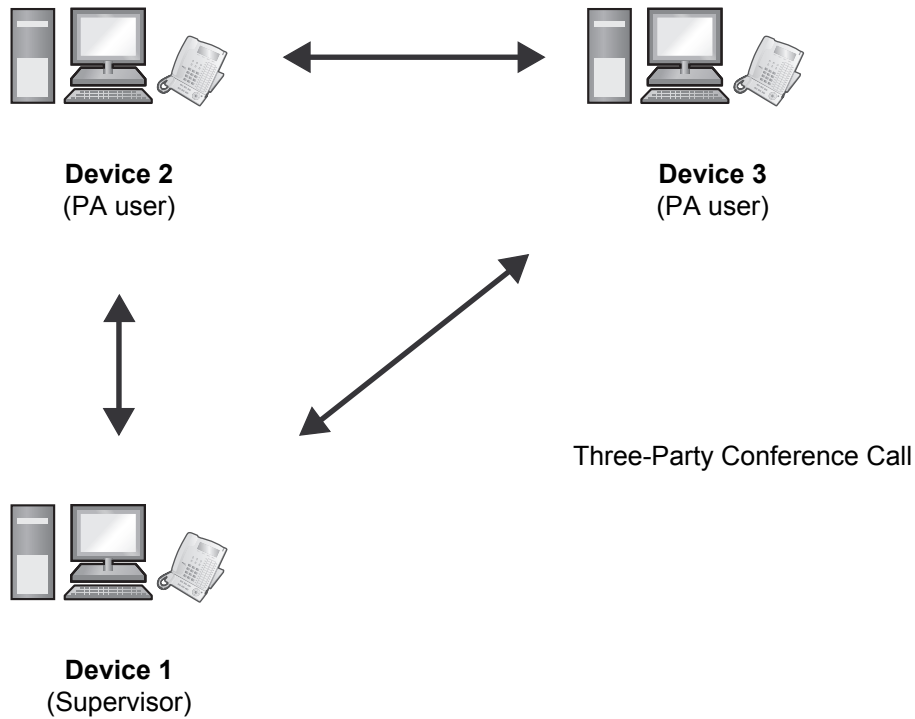 Device 2
(PA user)
Device 3
(PA user)
Three-Party Conference Call
Device 1
(Supervisor)